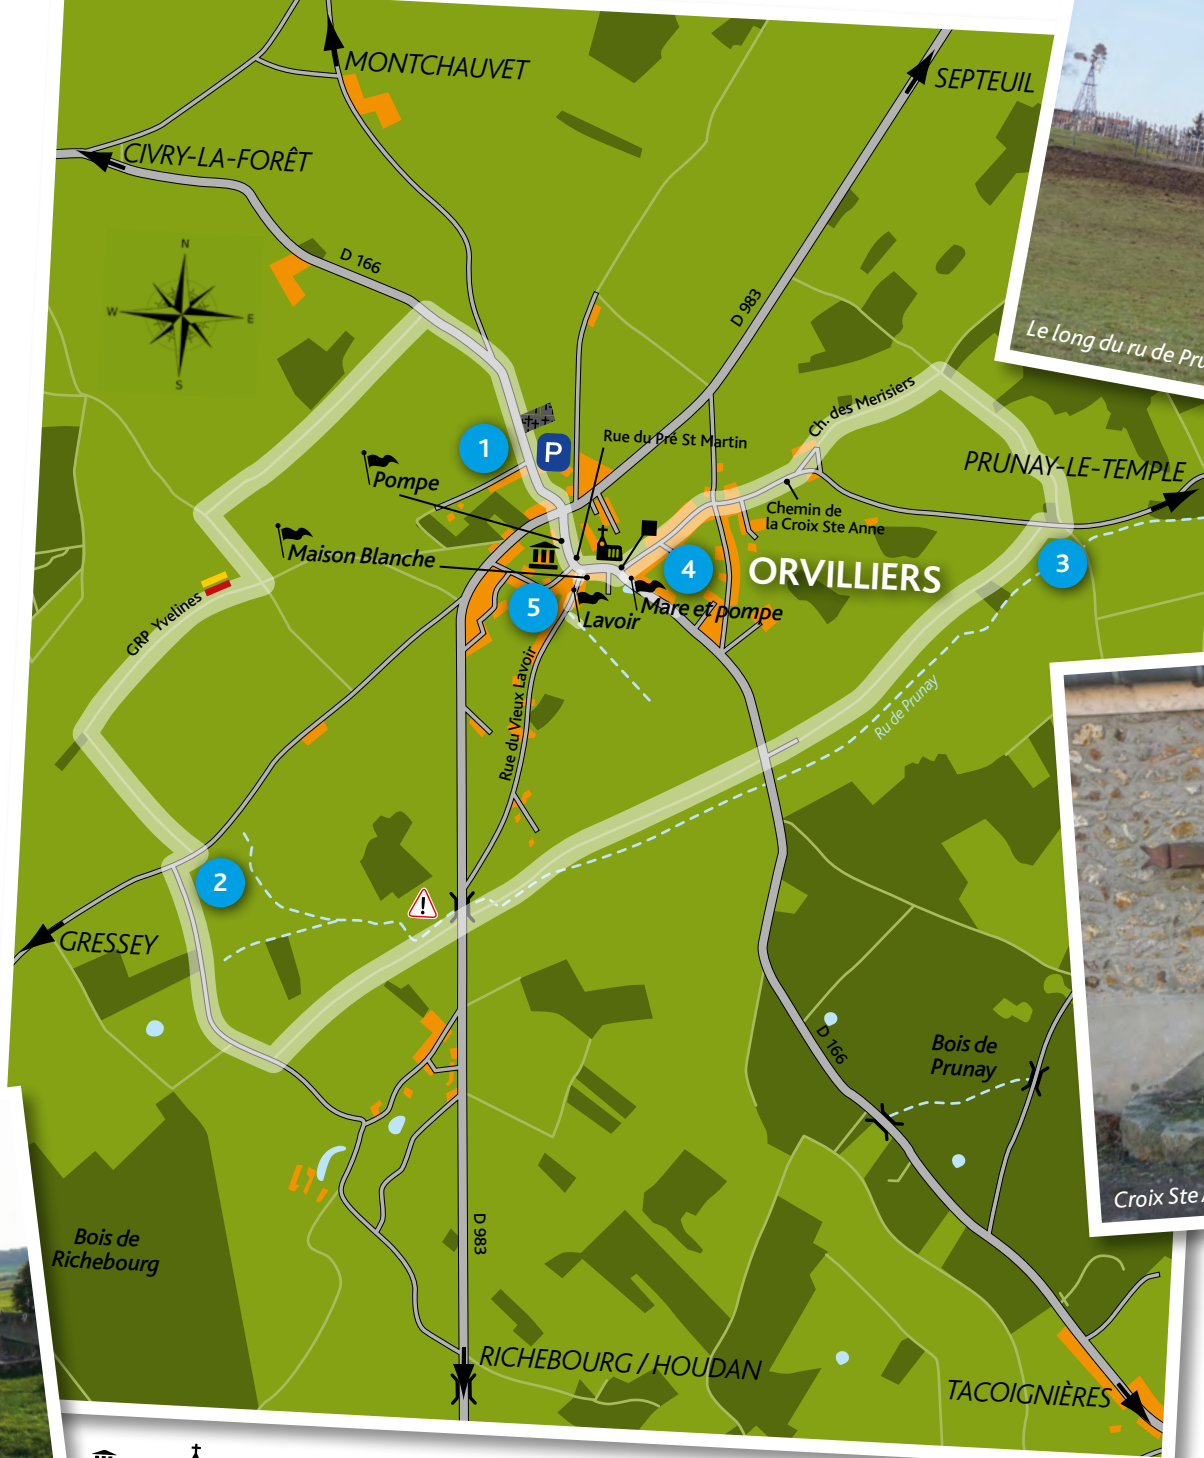 MONTCHAUVET
SEPTEUIL
CIVRY-LA-FORÊT
D 166
N
W
E
S
D 983
Le long du ru de
Ch. des Merisiers
1
P
Rue du Pré St Martin
PRUNAY-LE-TEMPLE
Pompe
Chemin de
la Croix Ste Anne
Maison Blanche
4
ORVILLIERS
3
GRP Yvelines
5
Mare et pompe
Lavoir
Rue du Vieux Lavoir
Ru de Prunay
2
!
GRESSEY
D 166
Bois de
Prunay
Croix Ste
Bois de
Richebourg
D 983
RICHEBOURG / HOUDAN
TACOIGNIÈRES